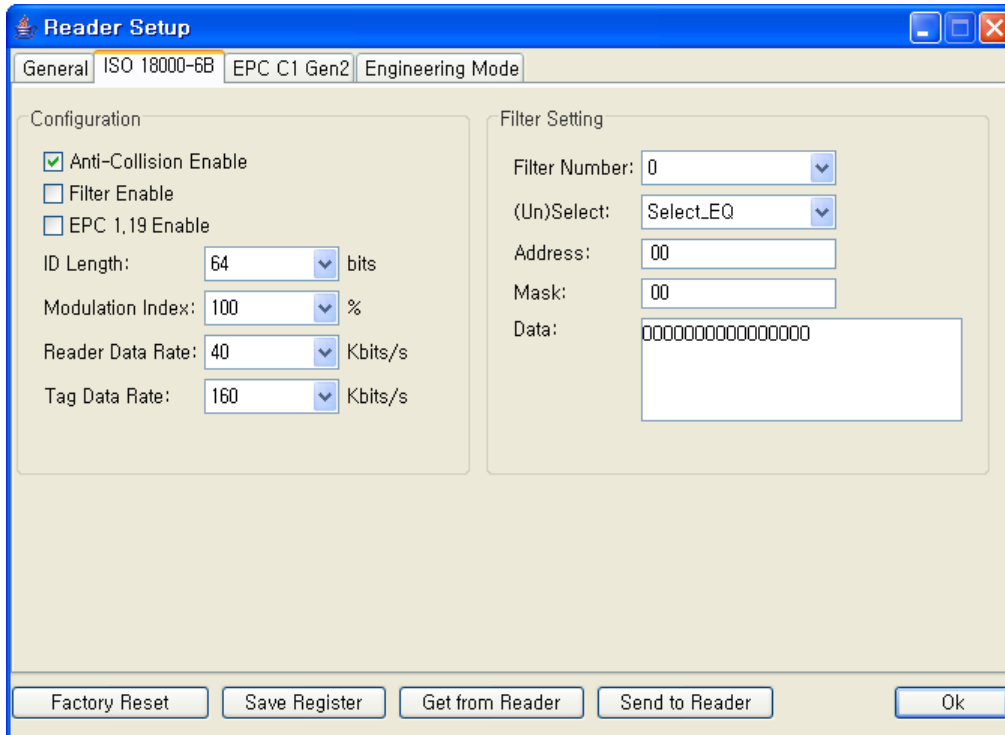 Reader Setup
General ISO 18000-6B EPC C1 Gen2 Engineering Mode
Configuration
Anti-Collision Enable
Filter Enable
EPC 1,19 Enable
ID Length: 64 bits
Modulation Index: 100 %
Reader Data Rate: 40 Kbits/s
Tag Data Rate: 160 Kbits/s
Filter Setting
Filter Number: 0
(Un)Select: Select_EQ
Address: 00
Mask: 00
Data: 0000000000000000
Factory Reset Save Register Get from Reader Send to Reader Ok